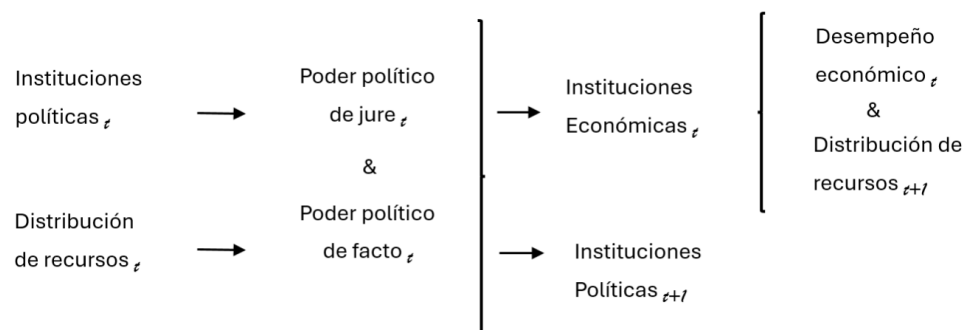 Instituciones
políticas t
Distribución
de recursos t
Poder político
de jure t
&
Poder político
de facto t
Instituciones
Económicas t
Instituciones
Políticas t+1
Desempeño
económico t
&
Distribución de
recursos t+1